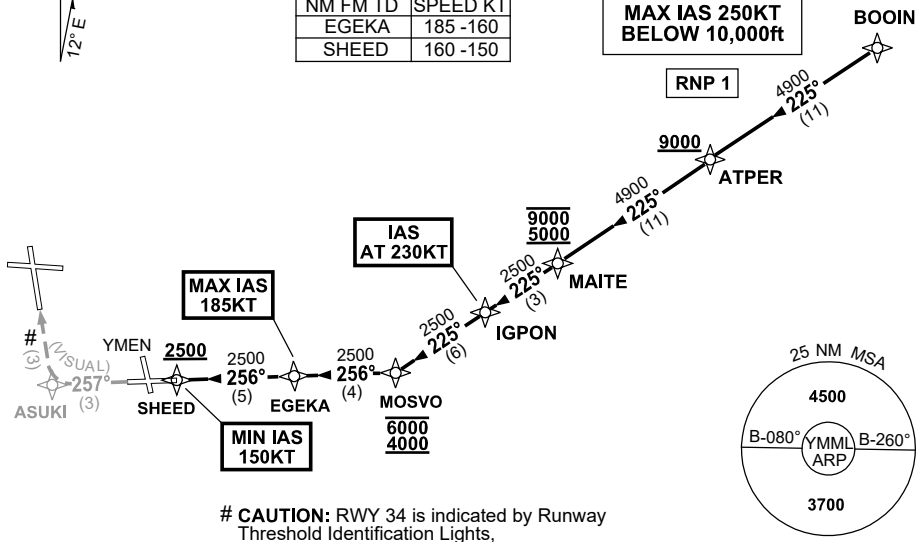 NM FM TD SPEED KT
EGEKA 185 -160
SHEED 160 -150
12° E
MAX IAS 250KT
BELOW 10,000ft
RNP 1
BOOIN
4900
225°
(11)
9000
ATPER
4900
225°
(11)
9000
5000
MAITE
IAS
AT 230KT
2500
225°
(3)
IGPON
2500
225°
(6)
MOSVO
6000
4000
MAX IAS
185KT
2500
256°
(4)
EGEKA
2500
256°
(5)
2500
SHEED
MIN IAS
150KT
YMEN
257°
(3)
ASUKI
#
(VISUAL)
(3)
25 NM MSA
4500
B-080° YMML B-260°
ARP
3700
# CAUTION: RWY 34 is indicated by Runway
Threshold Identification Lights,